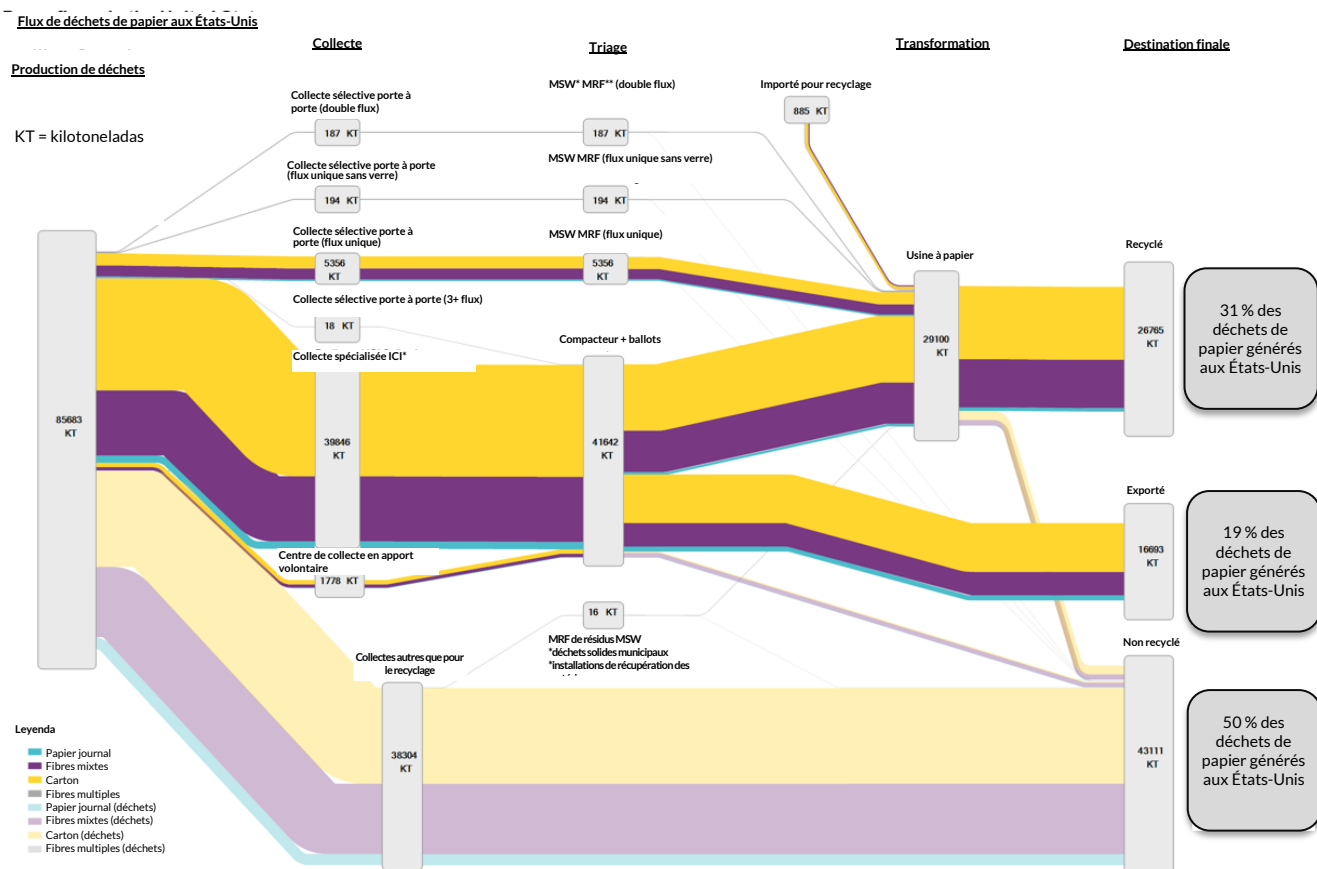 Flux de déchets de papier aux États-Unis
Collecte
Triage
Transformation
Destination finale
Production de déchets
KT = kilotoneladas
Collecte sélective porte à
porte (double flux)
187 KT
MSW* MRF** (double flux)
187 KT
Importé pour recyclage
885 KT
Collecte sélective porte à porte
(flux unique sans verre)
194 KT
MSW MRF (flux unique sans verre)
194 KT
Collecte sélective porte à
porte (flux unique)
5356
KT
MSW MRF (flux unique)
5356
KT
Collecte sélective porte à porte (3+ flux)
18 KT
Collecte spécialisée ICI*
39846
KT
Compacteur + ballots
41642
KT
Usine à papier
29100
KT
Recyclé
26765
KT
31 % des
déchets de
papier générés
aux États-Unis
85683
KT
Centre de collecte en apport
volontaire
1778 KT
Exporté
16693
KT
19 % des
déchets de
papier générés
aux États-Unis
16 KT
MRF de résidus MSW
*déchets solides municipaux
*installations de récupération des
Collectes autres que pour
le recyclage
38304
KT
Non recyclé
43111
KT
50 % des
déchets de
papier générés
aux États-Unis
Leyenda
Papier journal
Fibres mixtes
Carton
Fibres multiples
Papier journal (déchets)
Fibres mixtes (déchets)
Carton (déchets)
Fibres multiples (déchets)